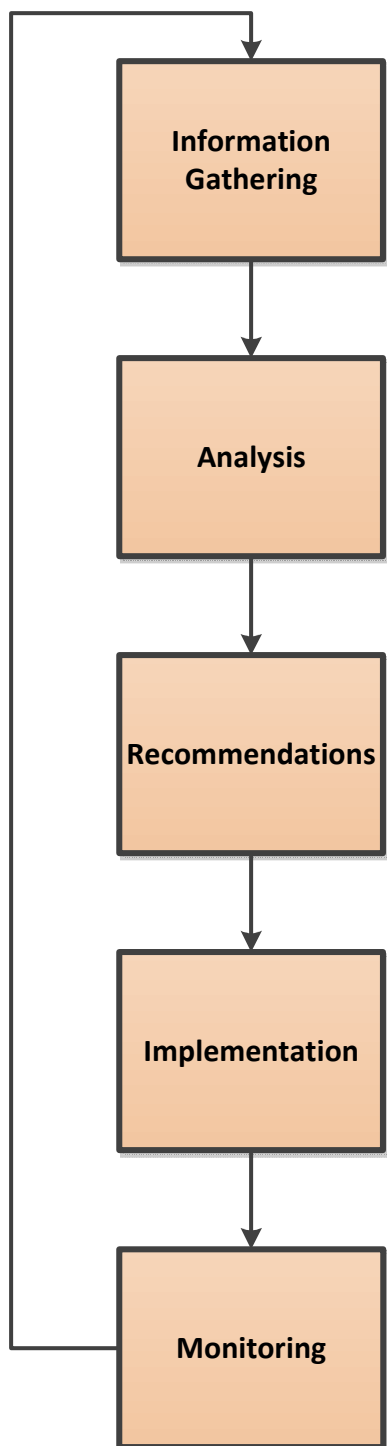 Information
Gathering
Analysis
Recommendations
Implementation
Monitoring